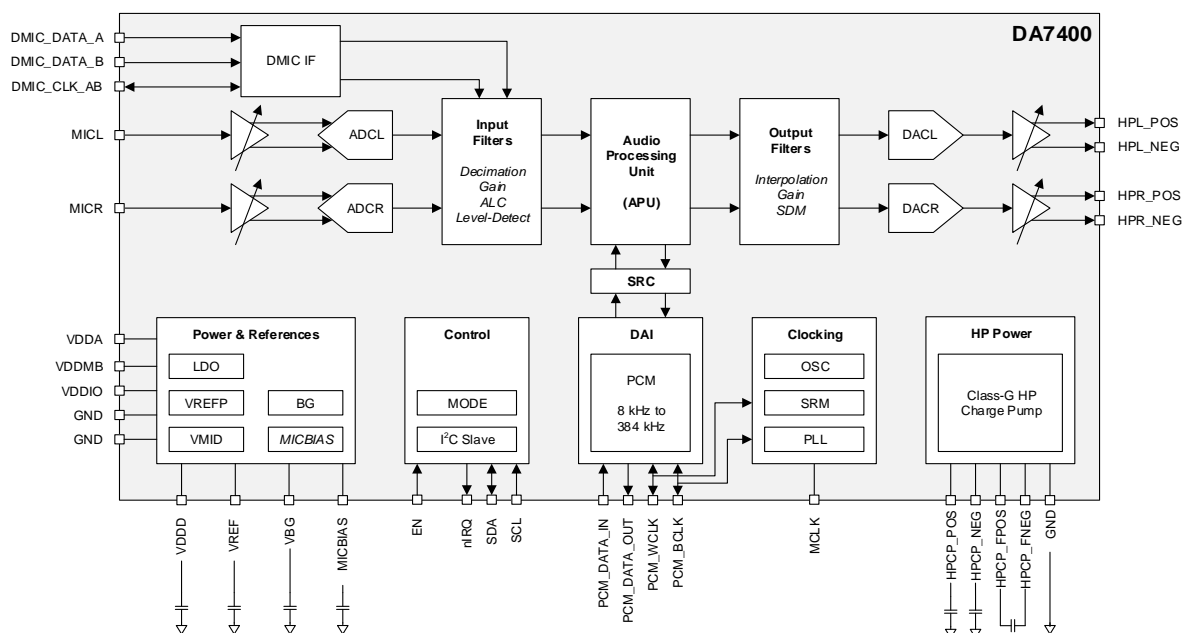 DA7400
DMIC_DATA_A
DMIC_DATA_B
DMIC_CLK_AB
DMIC IF
MICL
MICR
ADCL
ADCR
Input
Filters
Decimation
Gain
ALC
Level-Detect
Audio
Processing
Unit
(APU)
Output
Filters
Interpolation
Gain
SDM
DACL
DACR
HPL_POS
HPL_NEG
HPR_POS
HPR_NEG
SRC
VDDA
VDDMB
VDDIO
GND
GND
Power & References
LDO
VREFP
BG
VMID
MICBIAS
Control
MODE
I²C Slave
DAI
PCM
8 kHz to
384 kHz
Clocking
OSC
SRM
PLL
HP Power
Class-G HP
Charge Pump
VDDD
VREF
VBG
MICBIAS
EN
nIRQ
SDA
SCL
PCM_DATA_IN
PCM_DATA_OUT
PCM_WCLK
PCM_BCLK
MCLK
HPCP_POS
HPCP_NEG
HPCP_FPOS
HPCP_FNEG
GND